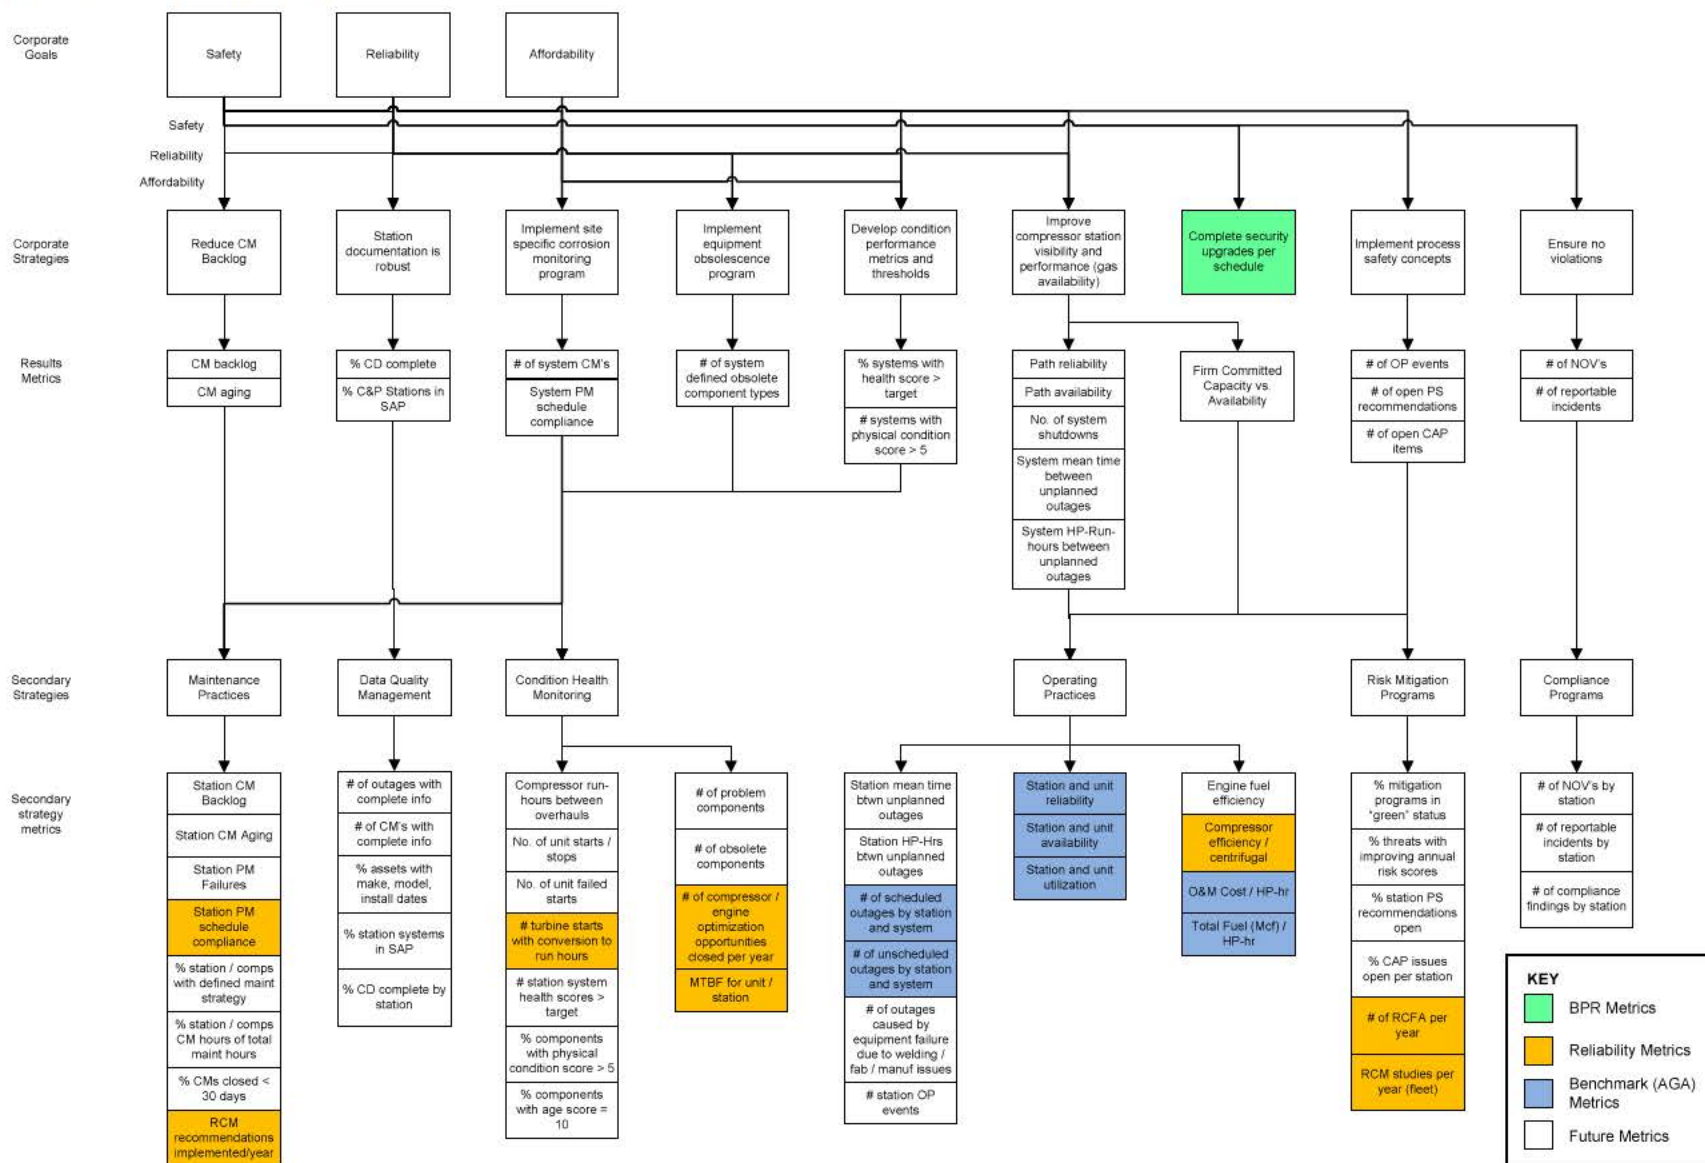 Corporate
Goals
Safety
Reliability
Affordability
Safety
Reliability
Affordability
Corporate
Strategies
Reduce CM
Backlog
Station
documentation is
robust
Implement site
specific corrosion
monitoring
program
Implement
equipment
obsolescence
program
Develop condition
performance
metrics and
thresholds
Improve
compressor station
visibility and
performance (gas
availability)
Complete security
upgrades per
schedule
Implement process
safety concepts
Ensure no
violations
Results
Metrics
CM backlog
CM aging
% CD complete
% C&P Stations in
SAP
# of system CM's
System PM
schedule
compliance
# of system
defined obsolete
component types
% systems with
health score >
target
# systems with
physical condition
score > 5
Path reliability
Path availability
No. of system
shutdowns
System mean time
between
unplanned
outages
System HP-Run-
hours between
unplanned
outages
Firm Committed
Capacity vs.
Availability
# of OP events
# of open PS
recommendations
# of open CAP
items
# of NOV's
# of reportable
incidents
Secondary
Strategies
Maintenance
Practices
Data Quality
Management
Condition Health
Monitoring
Operating
Practices
Risk Mitigation
Programs
Compliance
Programs
Secondary
strategy
metrics
Station CM
Backlog
Station CM Aging
Station PM
Failures
Station PM
schedule
compliance
% station / comps
with defined maint
strategy
% station / comps
CM hours of total
maint hours
% CMs closed <
30 days
RCM
recommendations
implemented/year
# of outages with
complete info
# of CM's with
complete info
% assets with
make, model,
install dates
% station systems
in SAP
% CD complete by
station
Compressor run-
hours between
overhauls
No. of unit starts /
stops
No. of unit failed
starts
# turbine starts
with conversion to
run hours
# station system
health scores >
target
% components
with physical
condition score > 5
% components
with age score =
10
# of problem
components
# of obsolete
components
# of compressor /
engine
optimization
opportunities
closed per year
MTBF for unit /
station
Station mean time
btwn unplanned
outages
Station HP-Hrs
btwn unplanned
outages
# of scheduled
outages by station
and system
# of unscheduled
outages by station
and system
# of outages
caused by
equipment failure
due to welding /
fab / manuf issues
# station OP
events
Station and unit
reliability
Station and unit
availability
Station and unit
utilization
Engine fuel
efficiency
Compressor
efficiency /
centrifugal
O&M Cost / HP-hr
Total Fuel (Mcf) /
HP-hr
% mitigation
programs in
"green" status
% threats with
improving annual
risk scores
% station PS
recommendations
open
% CAP issues
open per station
# of RCFA per
year
RCM studies per
year (fleet)
# of NOV's by
station
# of reportable
incidents by
station
# of compliance
findings by station
KEY
BPR Metrics
Reliability Metrics
Benchmark (AGA)
Metrics
Future Metrics